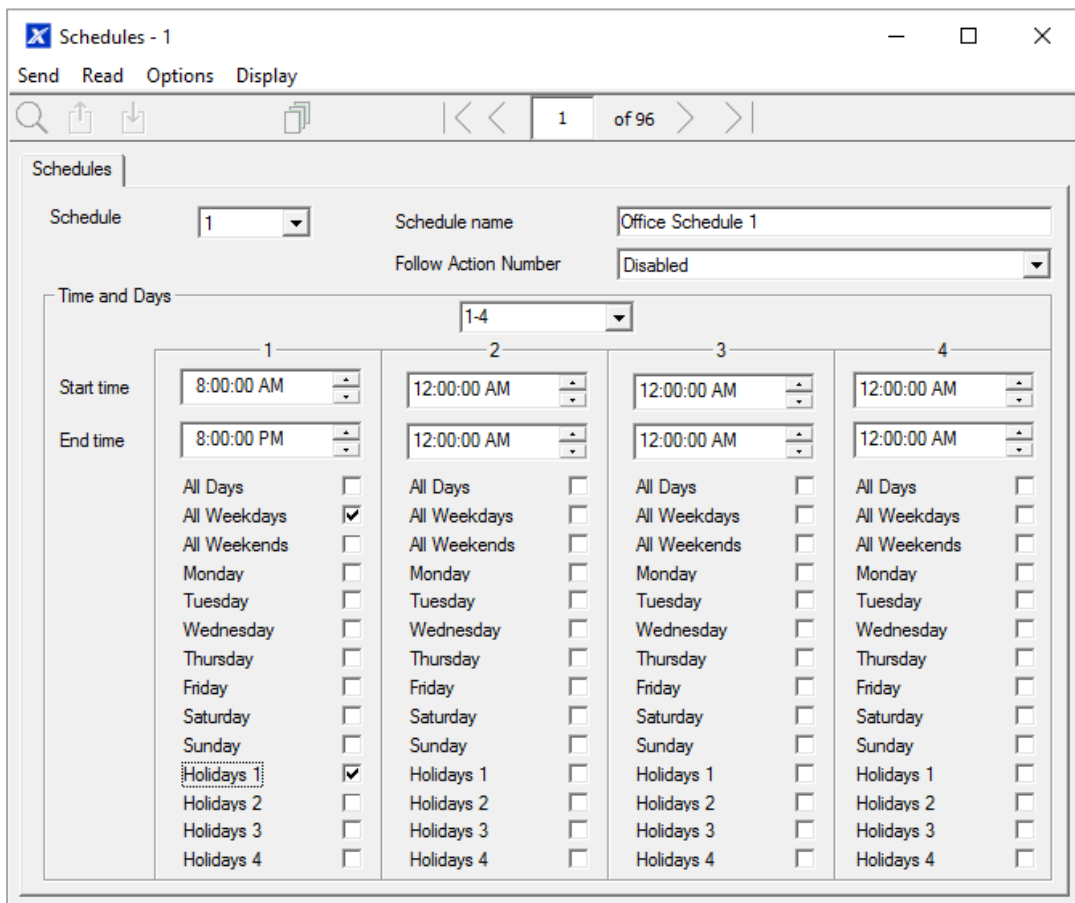 Schedules - 1
Send Read Options Display
1 of 96
Schedules
Schedule 1 Schedule name Office Schedule 1
Follow Action Number Disabled
Time and Days
1-4
1 2 3 4
Start time 8:00:00 AM 12:00:00 AM 12:00:00 AM 12:00:00 AM
End time 8:00:00 PM 12:00:00 AM 12:00:00 AM 12:00:00 AM
All Days All Days All Days All Days
All Weekdays All Weekdays All Weekdays All Weekdays
All Weekends All Weekends All Weekends All Weekends
Monday Monday Monday Monday
Tuesday Tuesday Tuesday Tuesday
Wednesday Wednesday Wednesday Wednesday
Thursday Thursday Thursday Thursday
Friday Friday Friday Friday
Saturday Saturday Saturday Saturday
Sunday Sunday Sunday Sunday
Holidays 1 Holidays 1 Holidays 1 Holidays 1
Holidays 2 Holidays 2 Holidays 2 Holidays 2
Holidays 3 Holidays 3 Holidays 3 Holidays 3
Holidays 4 Holidays 4 Holidays 4 Holidays 4